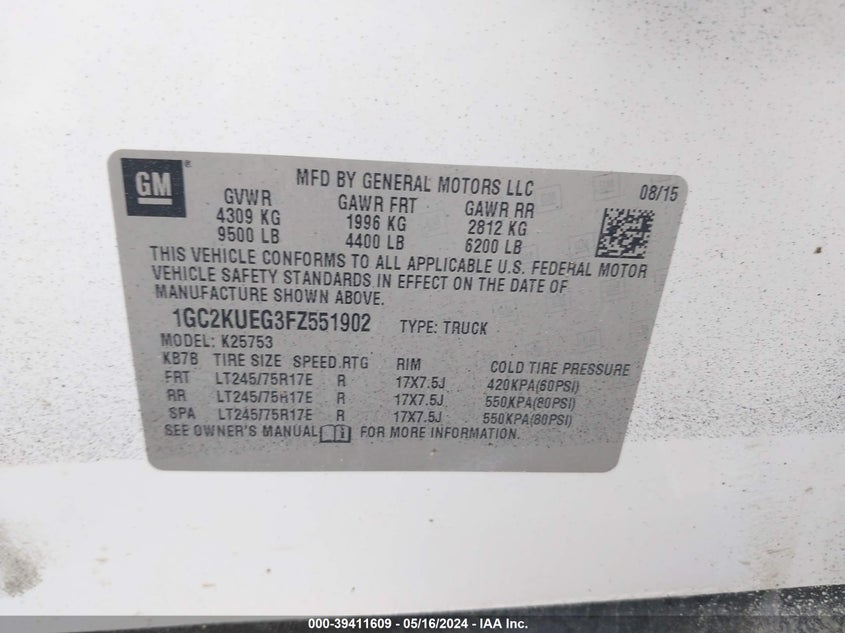 GM ®
MFD BY GENERAL MOTORS LLC 08/15
GVWR GAWR FRT GAWR RR
4309 KG 1996 KG 2812 KG
9500 LB 4400 LB 6200 LB
THIS VEHICLE CONFORMS TO ALL APPLICABLE U.S. FEDERAL MOTOR
VEHICLE SAFETY STANDARDS IN EFFECT ON THE DATE OF
MANUFACTURE SHOWN ABOVE.
1GC2KUEG3FZ551902 TYPE: TRUCK
MODEL: K25753
KB7B TIRE SIZE SPEED.RTG RIM COLD TIRE PRESSURE
FRT LT245/75R17E R 17X7.5J 420KPA(60PSI)
RR LT245/75R17E R 17X7.5J 550KPA(80PSI)
SPA LT245/75R17E R 17X7.5J 550KPA(80PSI)
SEE OWNER'S MANUAL FOR MORE INFORMATION.
000-39411609 - 05/16/2024 - IAA Inc.